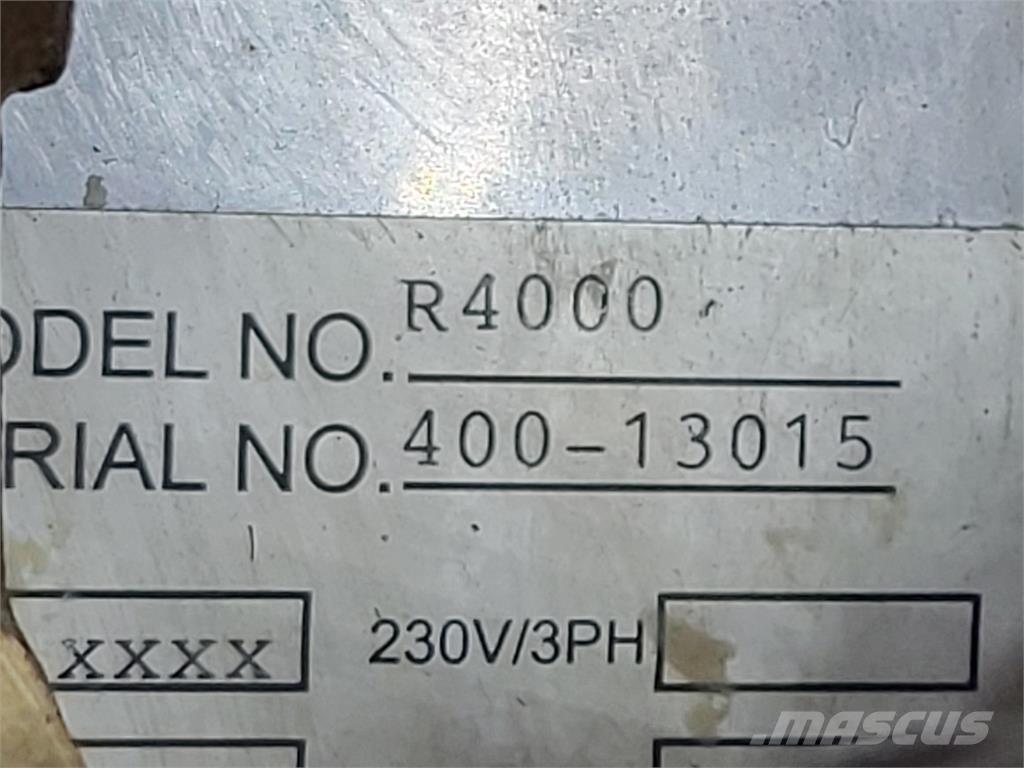 ODEL NO. R4000
RIAL NO. 400-13015
XXXX 230V/3PH
MASCUS